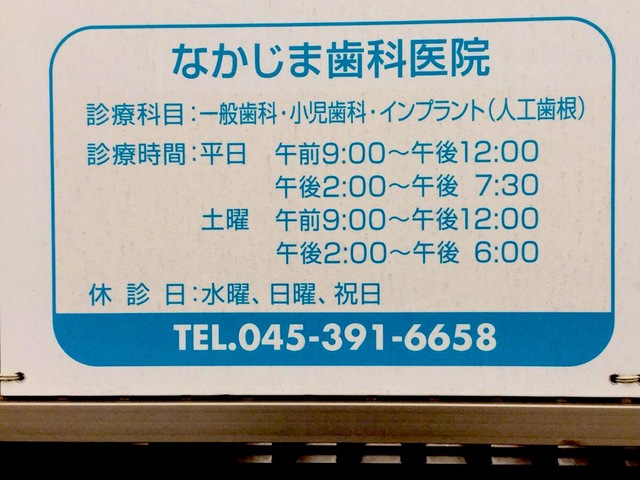 なかじま歯科医院
診療科目：一般歯科・小児歯科・インプラント（人工歯根）
診療時間：平日 午前9:00～午後12:00
午後2:00～午後 7:30
土曜 午前9:00～午後12:00
午後2:00～午後 6:00
休診日：水曜、日曜、祝日
TEL.045-391-6658